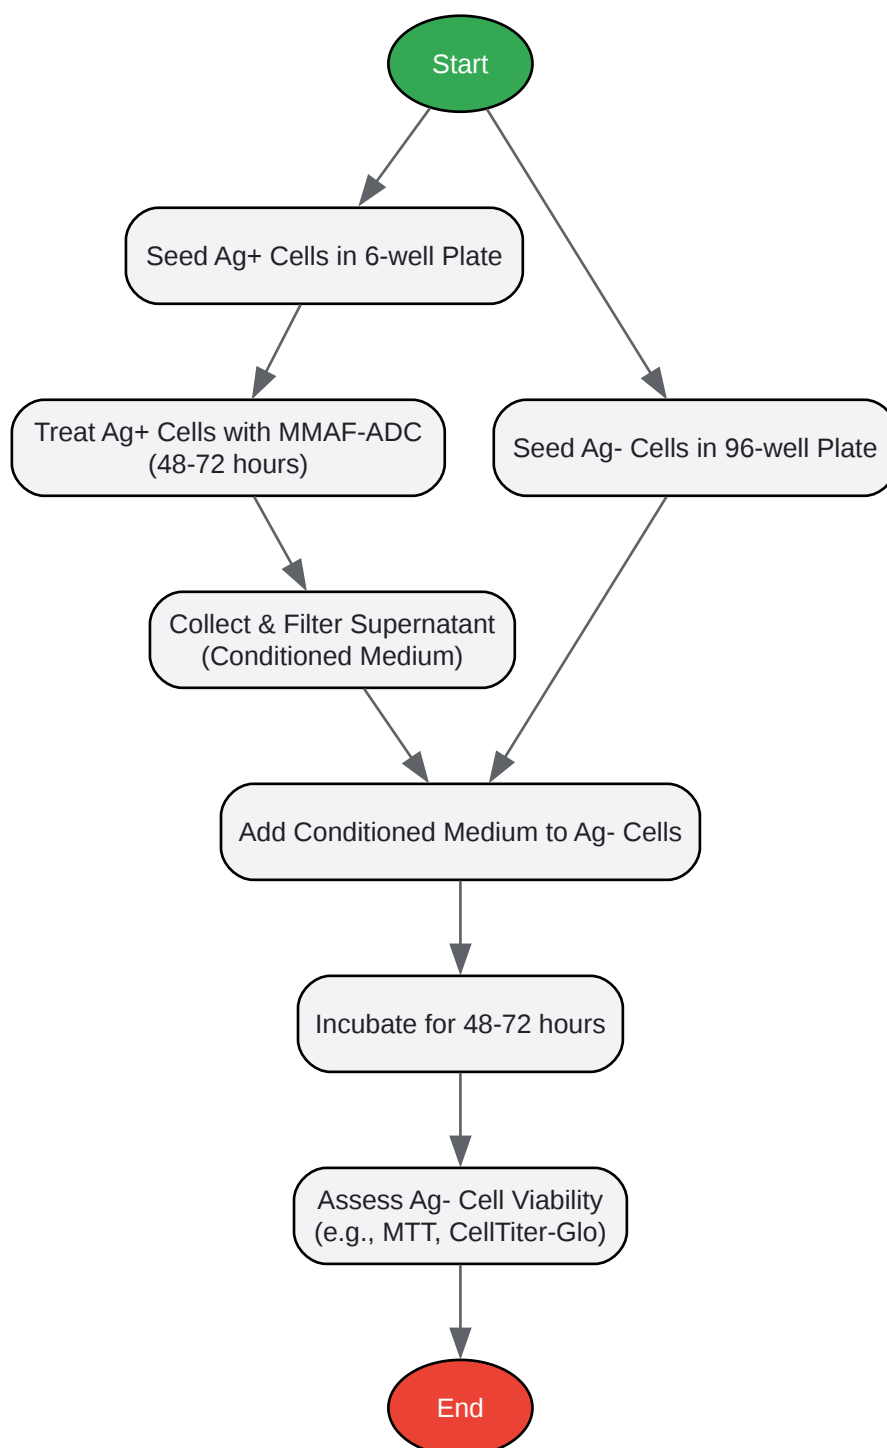 Start
Seed Ag+ Cells in 6-well Plate
Treat Ag+ Cells with MMAF-ADC
(48-72 hours)
Seed Ag- Cells in 96-well Plate
Collect & Filter Supernatant
(Conditioned Medium)
Add Conditioned Medium to Ag- Cells
Incubate for 48-72 hours
Assess Ag- Cell Viability
(e.g., MTT, CellTiter-Glo)
End